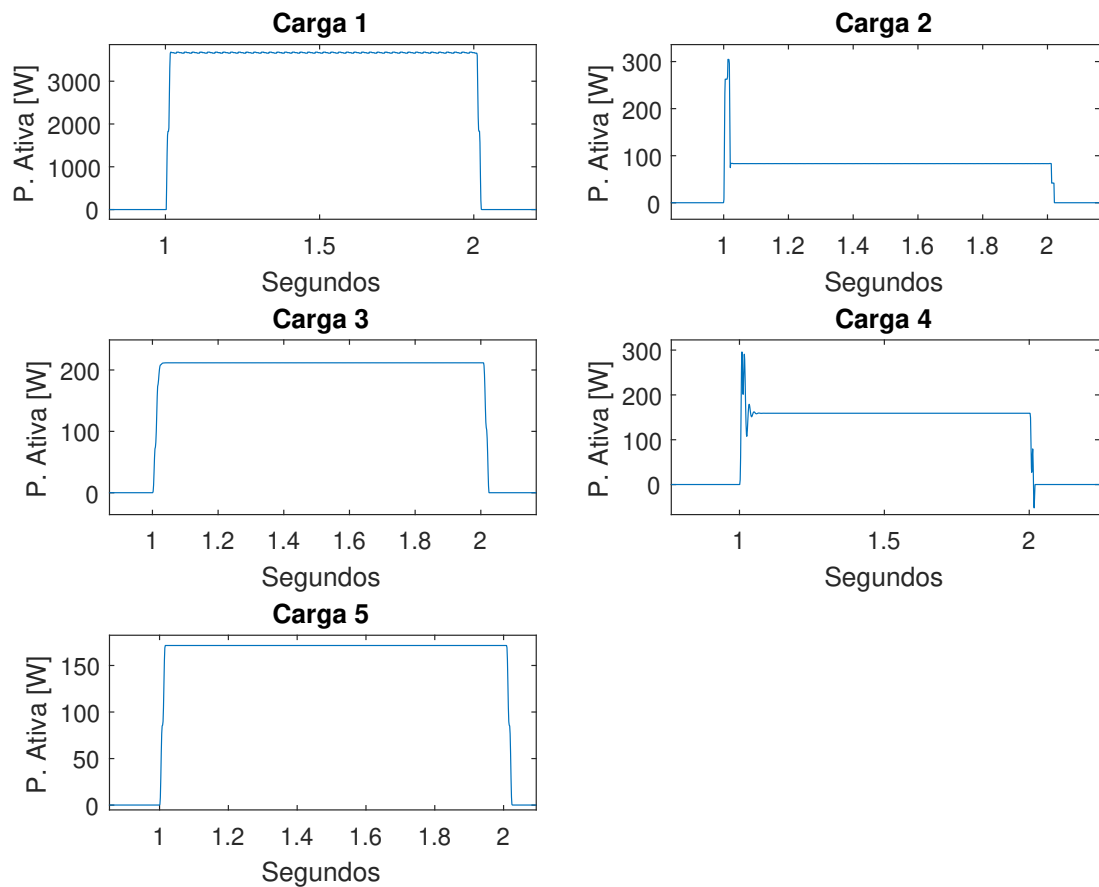 Carga 1
P. Ativa [W]
3000
2000
1000
0
1 1.5 2
Segundos
Carga 2
P. Ativa [W]
300
200
100
0
1 1.2 1.4 1.6 1.8 2
Segundos
Carga 3
P. Ativa [W]
200
100
0
1 1.2 1.4 1.6 1.8 2
Segundos
Carga 4
P. Ativa [W]
300
200
100
0
1 1.5 2
Segundos
Carga 5
P. Ativa [W]
150
100
50
0
1 1.2 1.4 1.6 1.8 2
Segundos